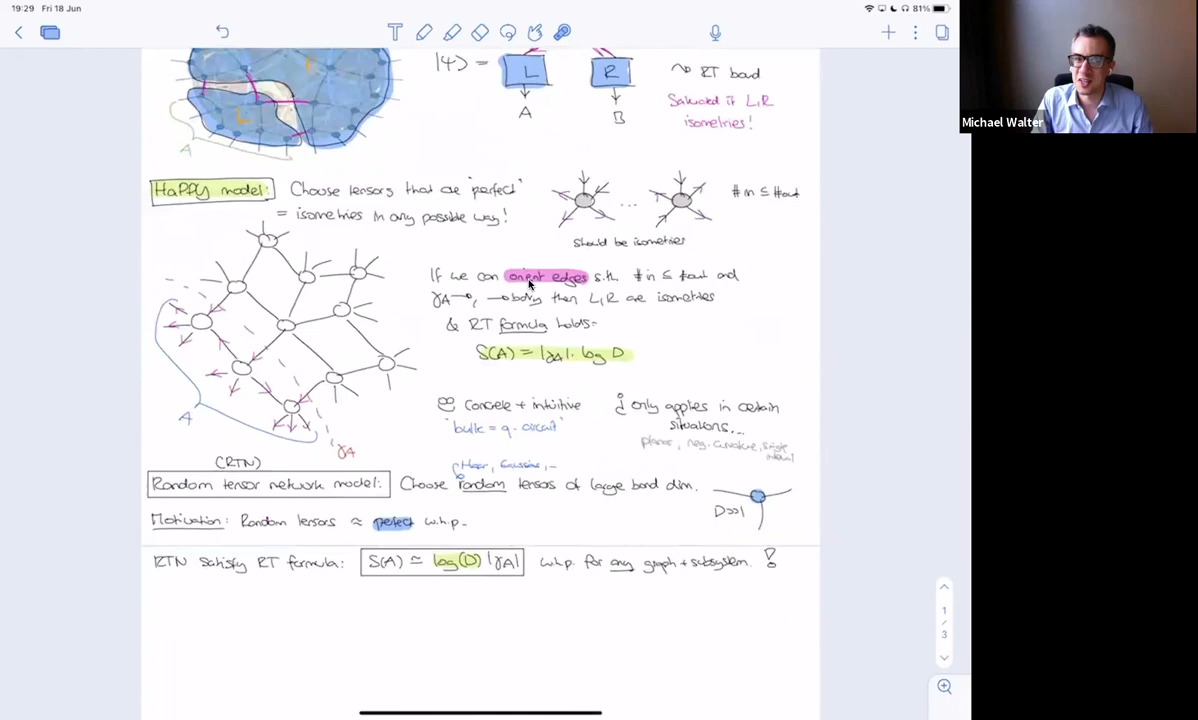 19:29 Fri 18 Jun
81%
|ψ⟩ =
L
R
A
B
~> RT bound
Saturated if L,R
isometries!
L
A
Michael Walter
HaPPY model: Choose tensors that are "perfect"
= isometries in any possible way!
...
# in ≤ #out
should be isometries
If we can orient edges s.th. # in ≤ #out and
γA→, →bdry then L,R are isometries
& RT formula holds:
S(A) = |γA| · log D
A
γA
☺ Concrete + intuitive
"bulk = q. circuit"
only applies in certain
situations...
planar, neg. curvature, single
interval
(RTN)
Haar, Gaussian, ...
Random tensor network model: Choose random tensors of large bond dim.
D>>1
Motivation: Random tensors ≈ perfect w.h.p.
RTN satisfy RT formula: S(A) ≃ log(D) |γA| w.h.p. for any graph + subsystem. !
1
/
3